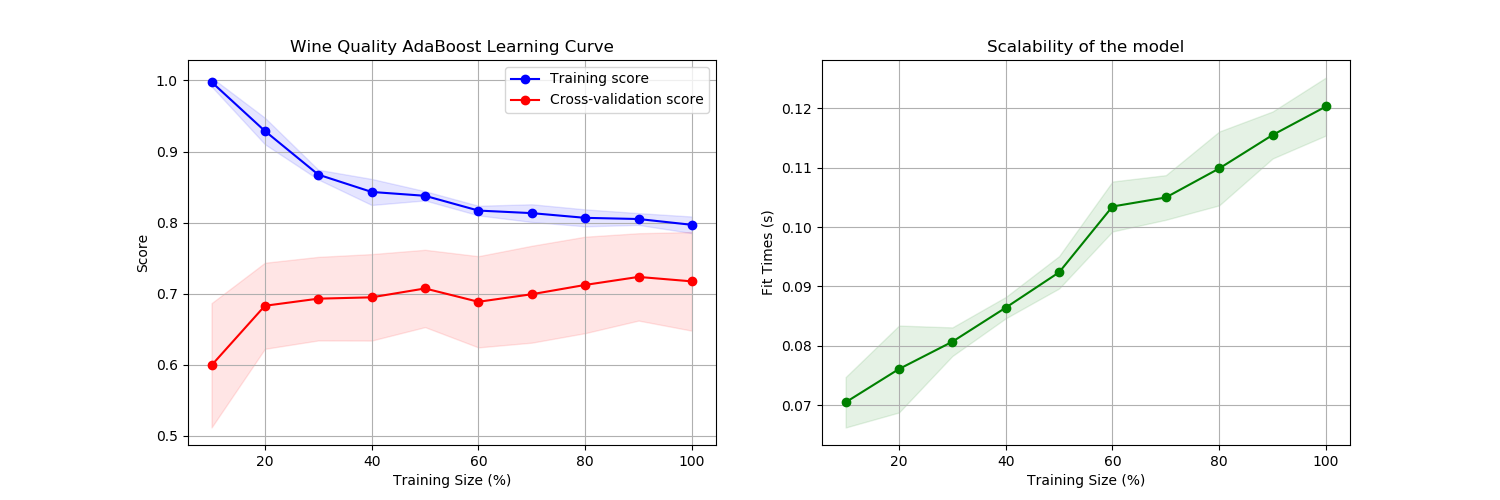 Wine Quality AdaBoost Learning Curve
Training score
Cross-validation score
1.0
0.9
0.8
0.7
0.6
0.5
Score
20 40 60 80 100
Training Size (%)
Scalability of the model
0.12
0.11
0.10
0.09
0.08
0.07
Fit Times (s)
20 40 60 80 100
Training Size (%)